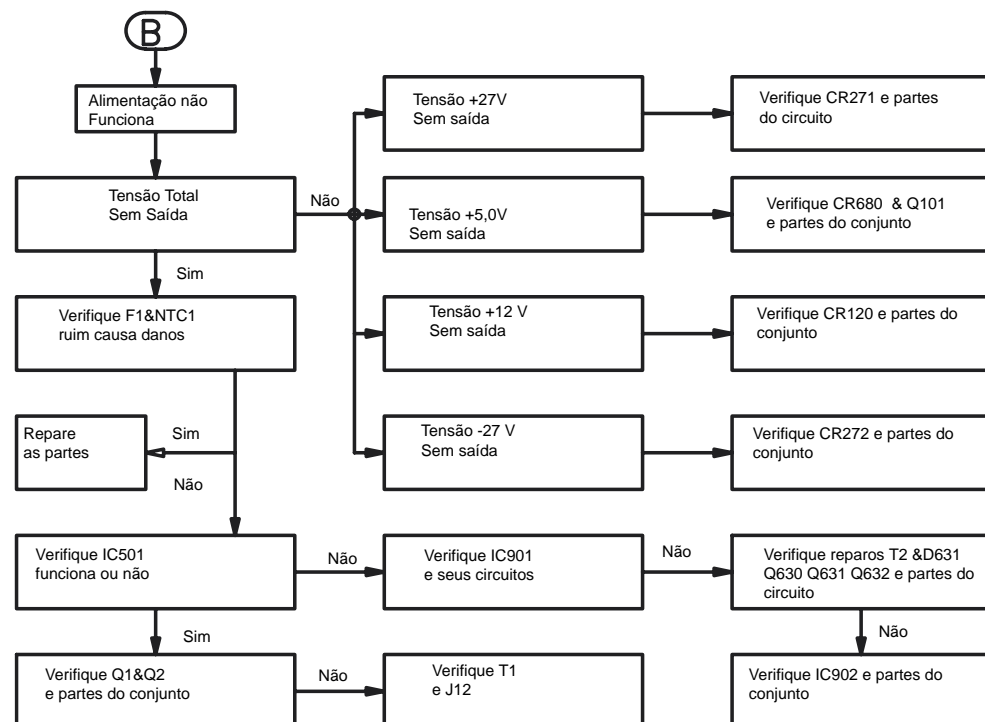 B
Alimentação não
Funciona
Tensão Total
Sem Saída
Não
Tensão +27V
Sem saída
Verifique CR271 e partes
do circuito
Tensão +5,0V
Sem saída
Verifique CR680 & Q101
e partes do conjunto
Sim
Verifique F1&NTC1
ruim causa danos
Tensão +12 V
Sem saída
Verifique CR120 e partes do
conjunto
Repare
as partes
Sim
Não
Tensão -27 V
Sem saída
Verifique CR272 e partes do
conjunto
Verifique IC501
funciona ou não
Não
Verifique IC901
e seus circuitos
Não
Verifique reparos T2 &D631
Q630 Q631 Q632 e partes do
circuito
Sim
Não
Verifique Q1&Q2
e partes do conjunto
Não
Verifique T1
e J12
Verifique IC902 e partes do
conjunto